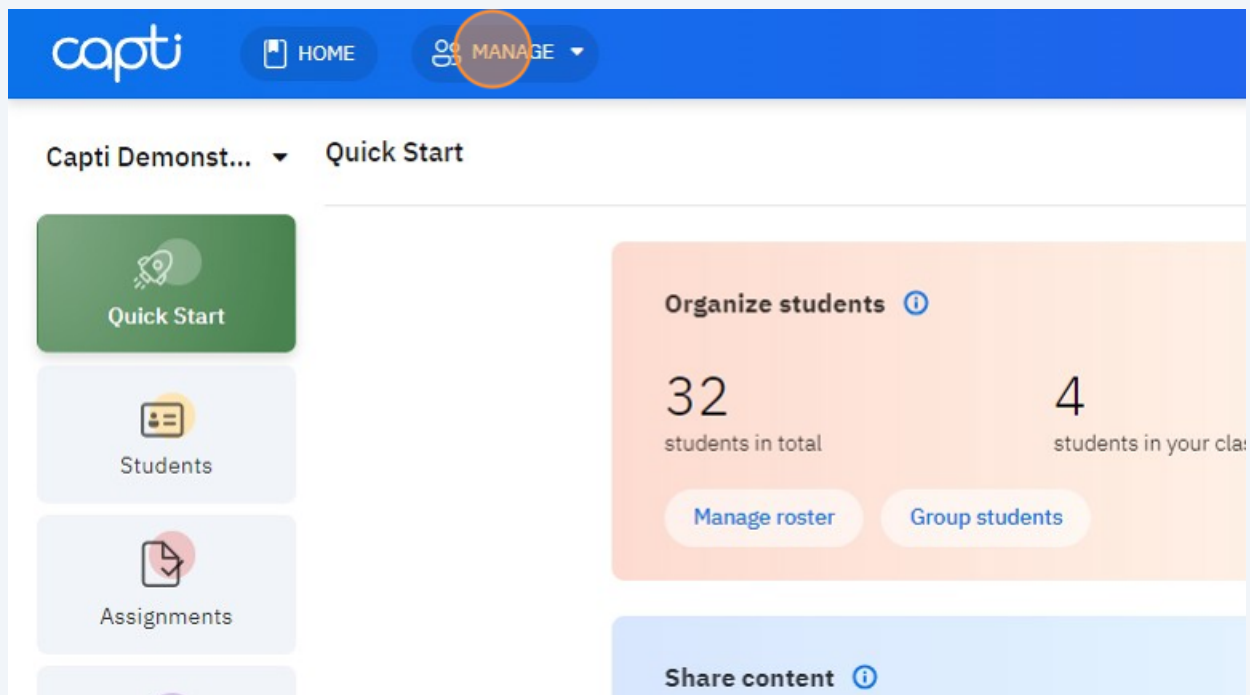 capti HOME MANAGE
Capti Demonst... Quick Start
Quick Start
Students
Assignments
Organize students
32 4
students in total students in your
Manage roster Group students
Share content